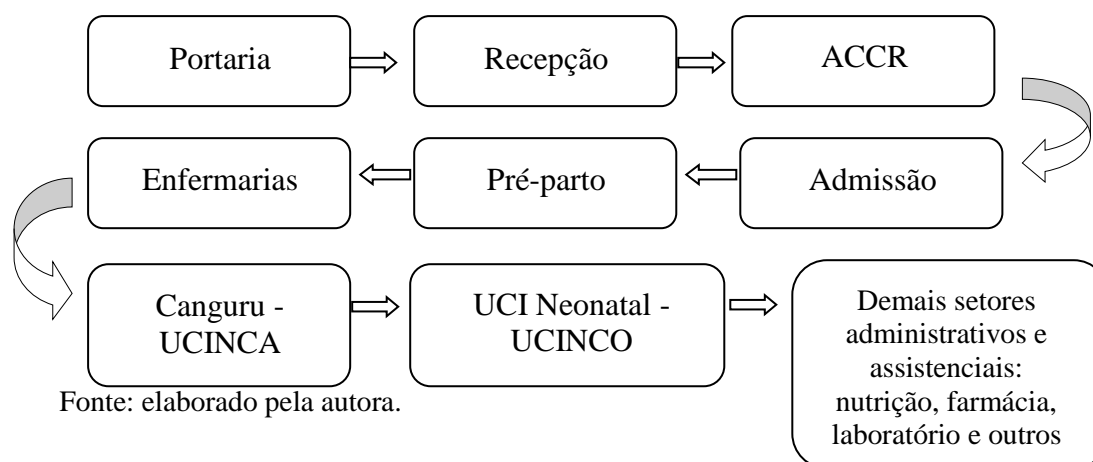 Portaria
Recepção
ACCR
Admissão
Pré-parto
Enfermarias
Canguru -
UCINCA
UCI Neonatal -
UCINCO
Demais setores
administrativos e
assistenciais:
nutrição, farmácia,
laboratório e outros
Fonte: elaborado pela autora.